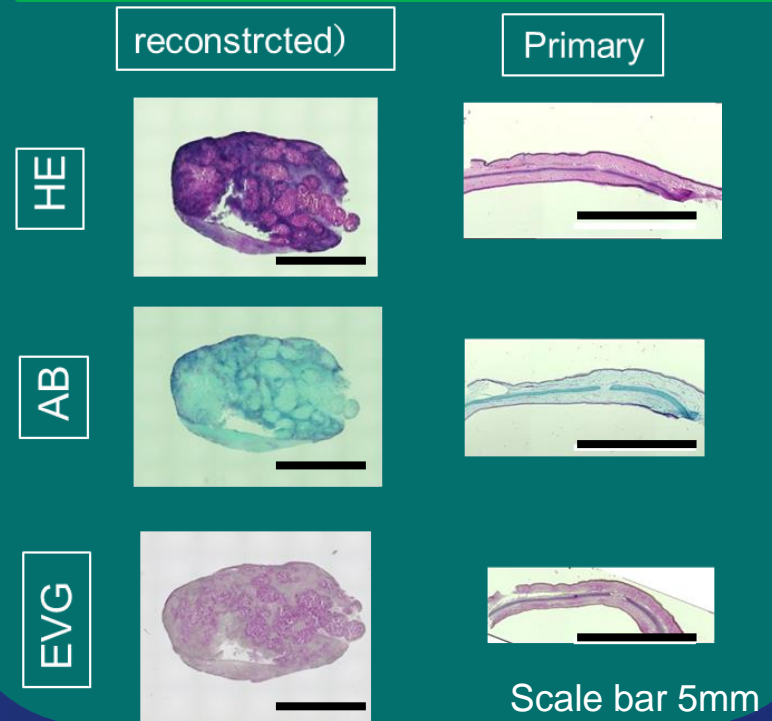 reconstrcted）
Primary
HE
AB
EVG
Scale bar 5mm